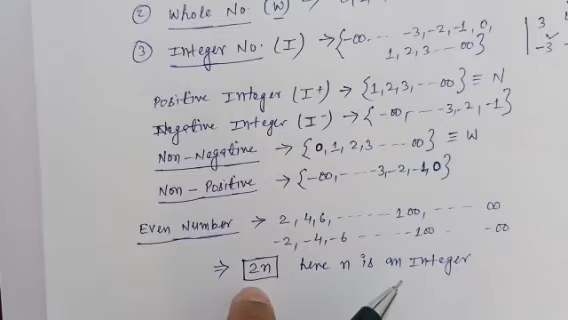 ② Whole No. (W) →
③ Integer No. (I) → {-∞.... -3,-2,-1,0,
1,2,3....∞}
3
-3
Positive Integer (I+) → {1,2,3,---∞} ≡ N
Negative Integer (I-) → {-∞,---- -3,-2,-1}
Non-Negative → {0,1,2,3----∞} ≡ W
Non-Positive → {-∞,-----3,-2,-1,0}
Even Number → 2,4,6,------100,---- ∞
-2,-4,-6 ------100 - -∞
⇒ 2n here n is an Integer